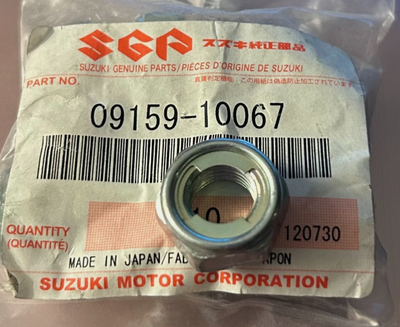 SGP スズキ純正部品
SUZUKI GENUINE PARTS/PIÈCES D'ORIGINE DE SUZUKI
PART NO.
09159-10067
QUANTITY
(QUANTITÉ)
10
120730
MADE IN JAPAN/FAB PON
SUZUKI MOTOR CORPORATION